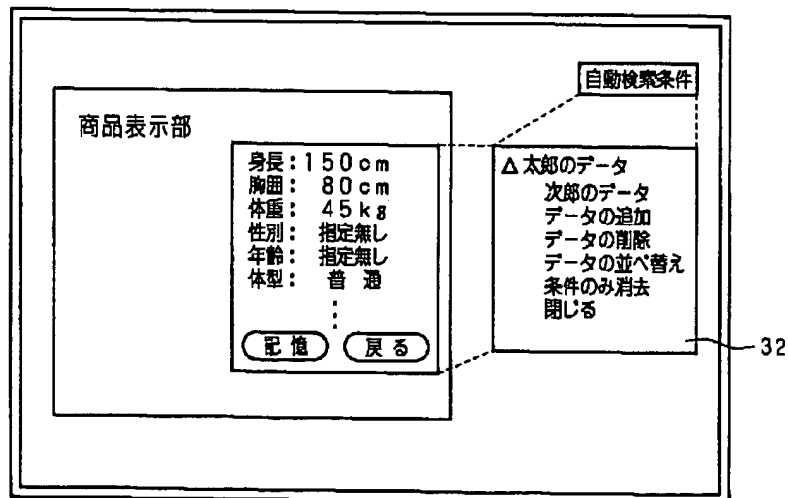 自動検索条件
商品表示部
身長：150cm
胸囲：80cm
体重：45kg
性別：指定無し
年齢：指定無し
体型：普通
⋮
記憶
戻る
△太郎のデータ
次郎のデータ
データの追加
データの削除
データの並べ替え
条件のみ消去
閉じる
32